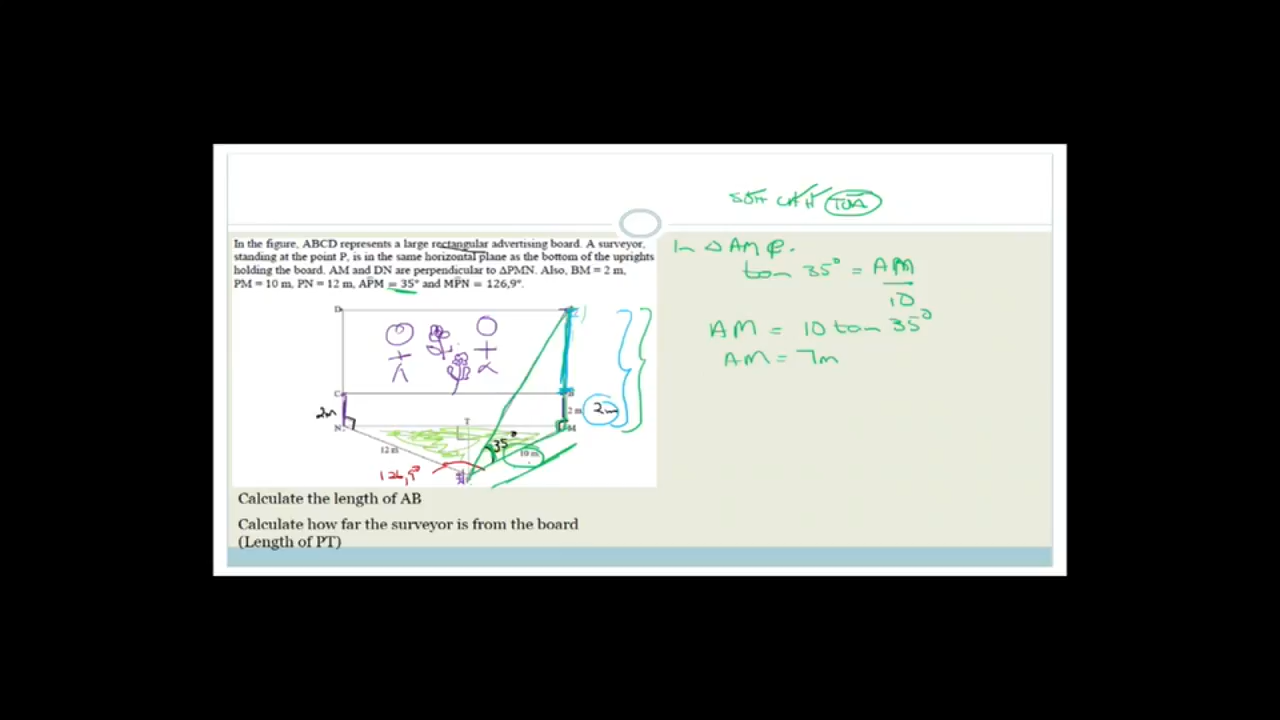 SOH CAH TOA
In the figure, ABCD represents a large rectangular advertising board. A surveyor,
standing at the point P, is in the same horizontal plane as the bottom of the uprights
holding the board. AM and DN are perpendicular to ΔPMN. Also, BM = 2 m,
PM = 10 m, PN = 12 m, AP̂M = 35° and MP̂N = 126,9°.
In Δ AMP.
tan 35° = AM
10
AM = 10 tan 35°
AM = 7m
D
C
B
2m
2 m
2m
N
T
M
35°
12 m
10 m
126,9°
Calculate the length of AB
Calculate how far the surveyor is from the board
(Length of PT)